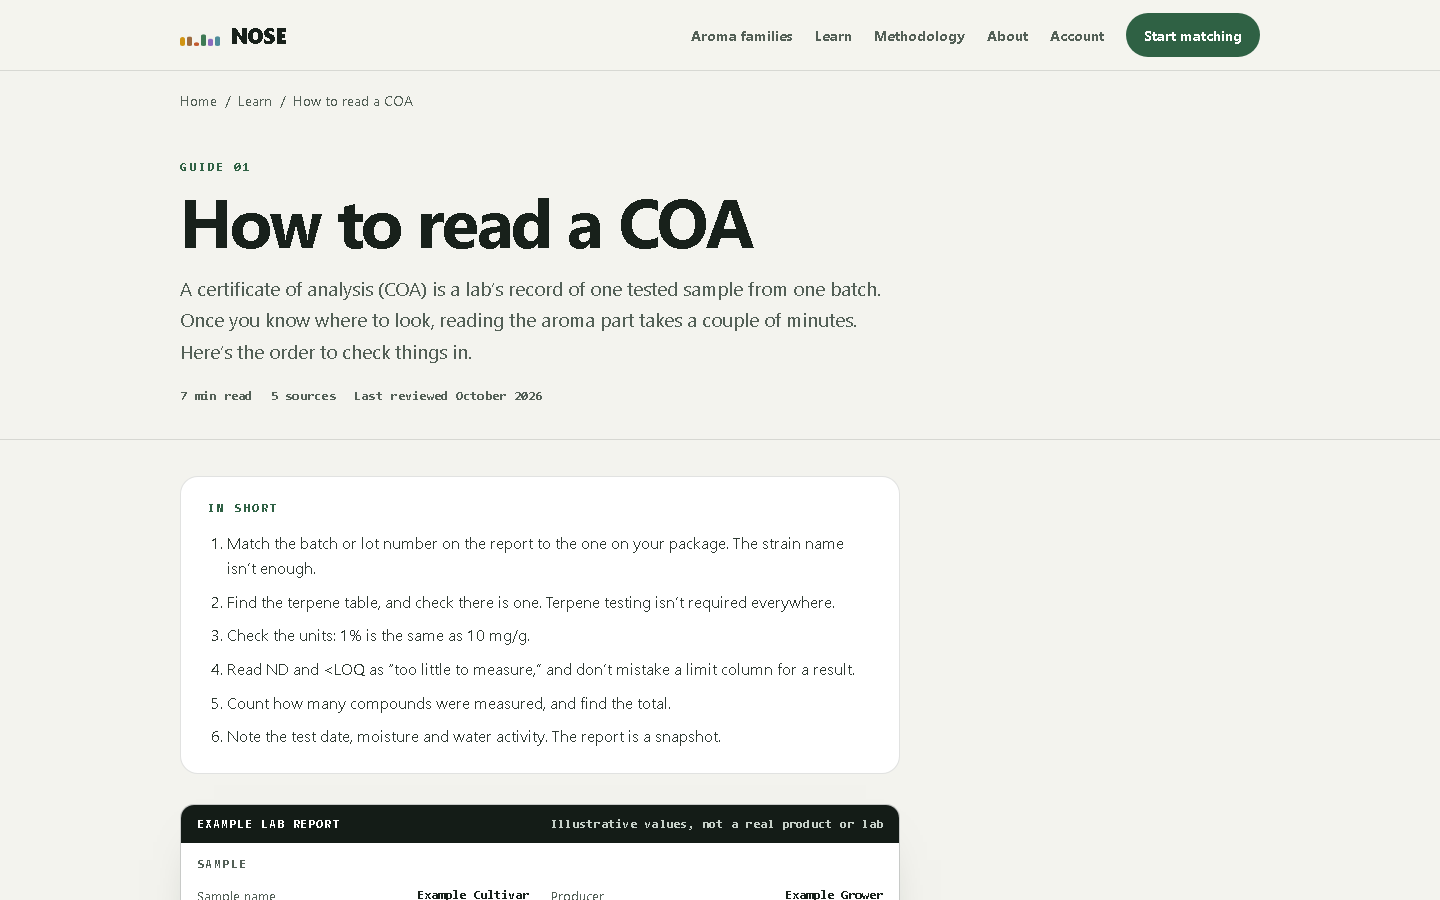 NOSE
Aroma families Learn Methodology About Account Start matching
Home / Learn / How to read a COA
GUIDE 01
How to read a COA
A certificate of analysis (COA) is a lab's record of one tested sample from one batch.
Once you know where to look, reading the aroma part takes a couple of minutes.
Here's the order to check things in.
7 min read 5 sources Last reviewed October 2026
IN SHORT
1. Match the batch or lot number on the report to the one on your package. The strain name
isn't enough.
2. Find the terpene table, and check there is one. Terpene testing isn't required everywhere.
3. Check the units: 1% is the same as 10 mg/g.
4. Read ND and <LOQ as "too little to measure," and don't mistake a limit column for a result.
5. Count how many compounds were measured, and find the total.
6. Note the test date, moisture and water activity. The report is a snapshot.
EXAMPLE LAB REPORT Illustrative values, not a real product or lab
SAMPLE
Sample name Example Cultivar Producer Example Grower